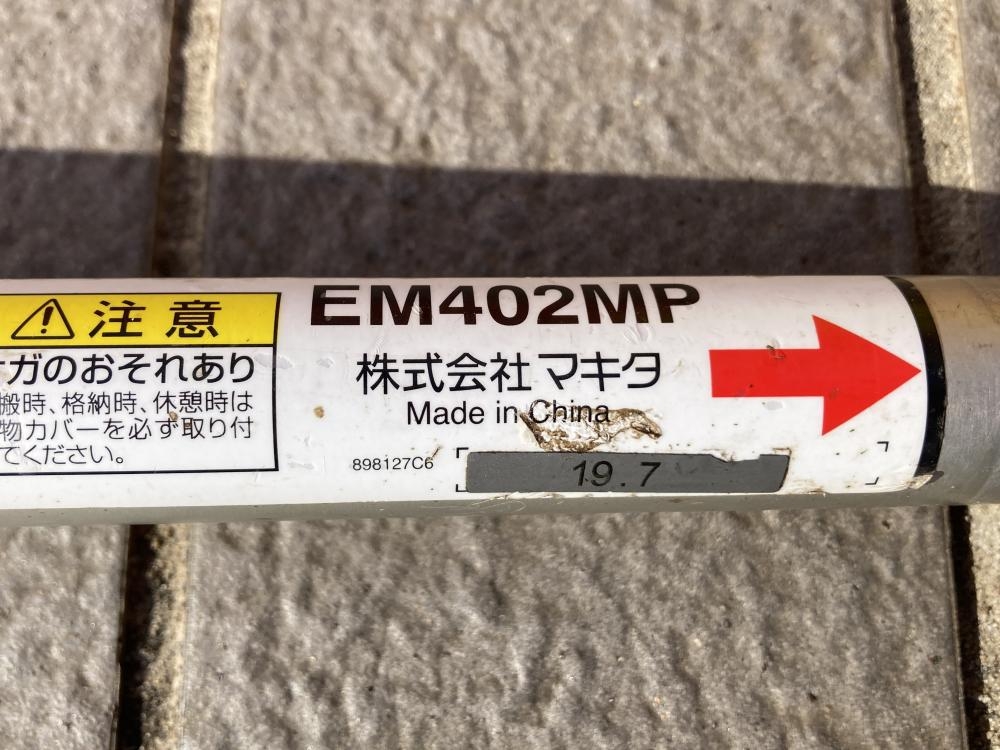 注意
ガのおそれあり
搬時、格納時、休憩時は
物カバーを必ず取り付
てください。
EM402MP
株式会社マキタ
Made in China
898127C6
19.7